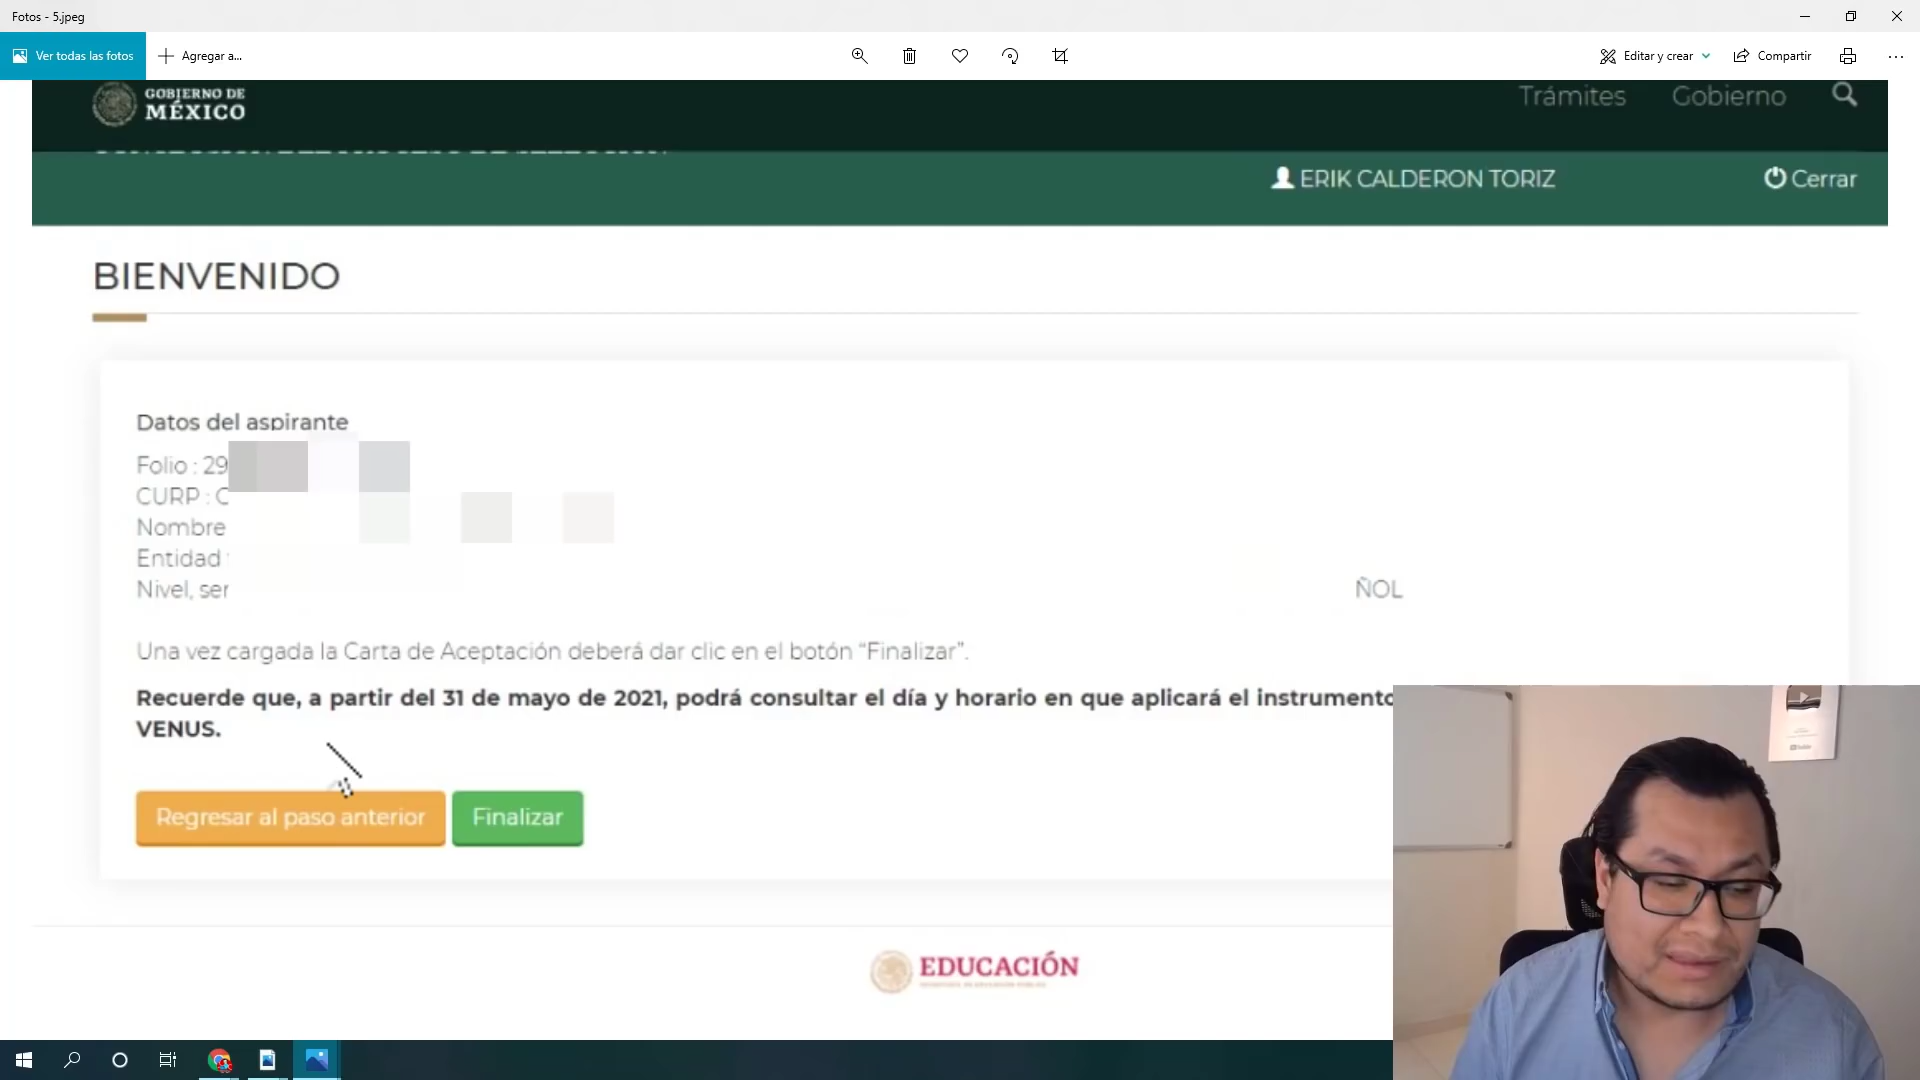 Fotos - 5.jpeg
Ver todas las fotos
Agregar a...
Editar y crear
Compartir
GOBIERNO DE
MÉXICO
Trámites
Gobierno
ERIK CALDERON TORIZ
Cerrar
BIENVENIDO
Datos del aspirante
Folio : 29
CURP : C
Nombre
Entidad
Nivel, ser
ÑOL
Una vez cargada la Carta de Aceptación deberá dar clic en el botón “Finalizar”.
Recuerde que, a partir del 31 de mayo de 2021, podrá consultar el día y horario en que aplicará el instrumento
VENUS.
Regresar al paso anterior
Finalizar
EDUCACIÓN